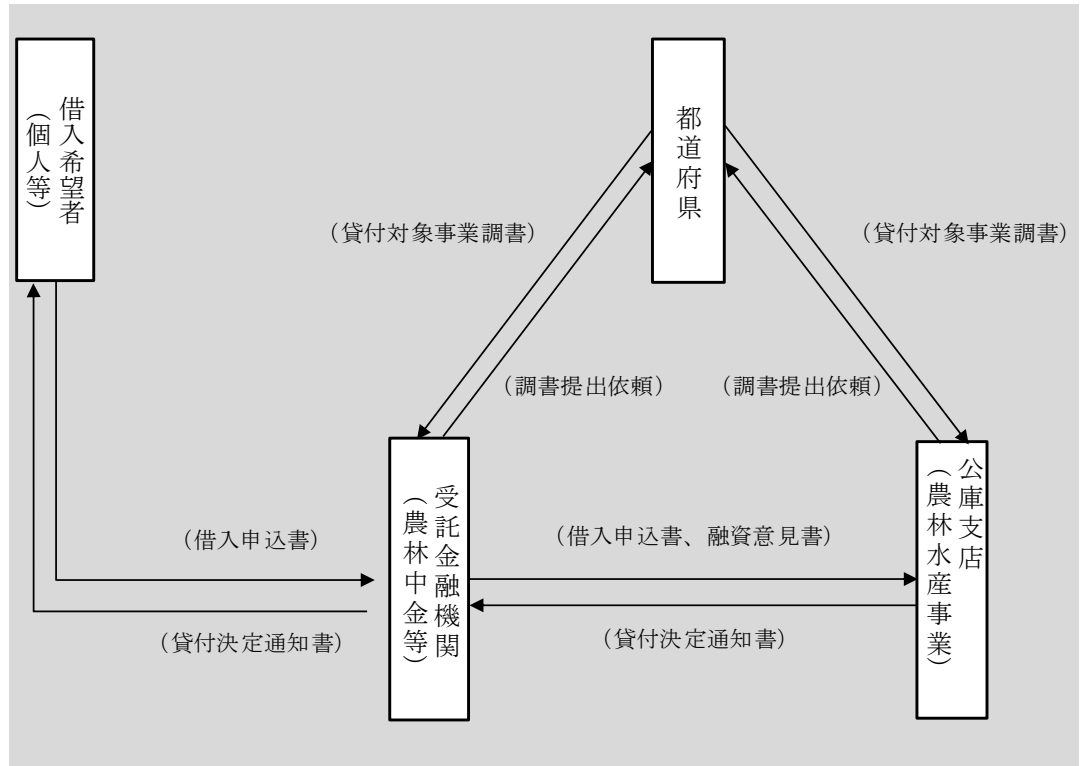 借入希望者
（個人等）
都道府県
（貸付対象事業調書）
（貸付対象事業調書）
（調書提出依頼）
（調書提出依頼）
受託金融機関
（農林中金等）
公庫支店
（農林水産事業）
（借入申込書）
（借入申込書、融資意見書）
（貸付決定通知書）
（貸付決定通知書）